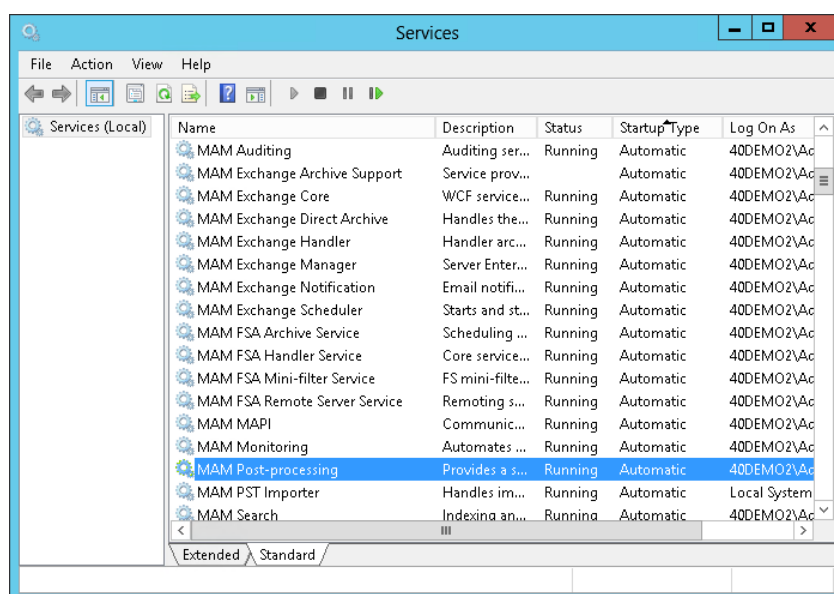 Services
File Action View Help
Services (Local)
Name Description Status Startup Type Log On As
MAM Auditing Auditing ser... Running Automatic 40DEMO2\Ac
MAM Exchange Archive Support Service prov... Automatic 40DEMO2\Ac
MAM Exchange Core WCF service... Running Automatic 40DEMO2\Ac
MAM Exchange Direct Archive Handles the... Running Automatic 40DEMO2\Ac
MAM Exchange Handler Handler arc... Running Automatic 40DEMO2\Ac
MAM Exchange Manager Server Enter... Running Automatic 40DEMO2\Ac
MAM Exchange Notification Email notifi... Running Automatic 40DEMO2\Ac
MAM Exchange Scheduler Starts and st... Running Automatic 40DEMO2\Ac
MAM FSA Archive Service Scheduling ... Running Automatic 40DEMO2\Ac
MAM FSA Handler Service Core service... Running Automatic 40DEMO2\Ac
MAM FSA Mini-filter Service FS mini-filte... Running Automatic 40DEMO2\Ac
MAM FSA Remote Server Service Remoting s... Running Automatic 40DEMO2\Ac
MAM MAPI Communic... Running Automatic 40DEMO2\Ac
MAM Monitoring Automates ... Running Automatic 40DEMO2\Ac
MAM Post-processing Provides a s... Running Automatic 40DEMO2\Ac
MAM PST Importer Handles im... Running Automatic Local System
MAM Search Indexing an... Running Automatic 40DEMO2\Ac
Extended Standard